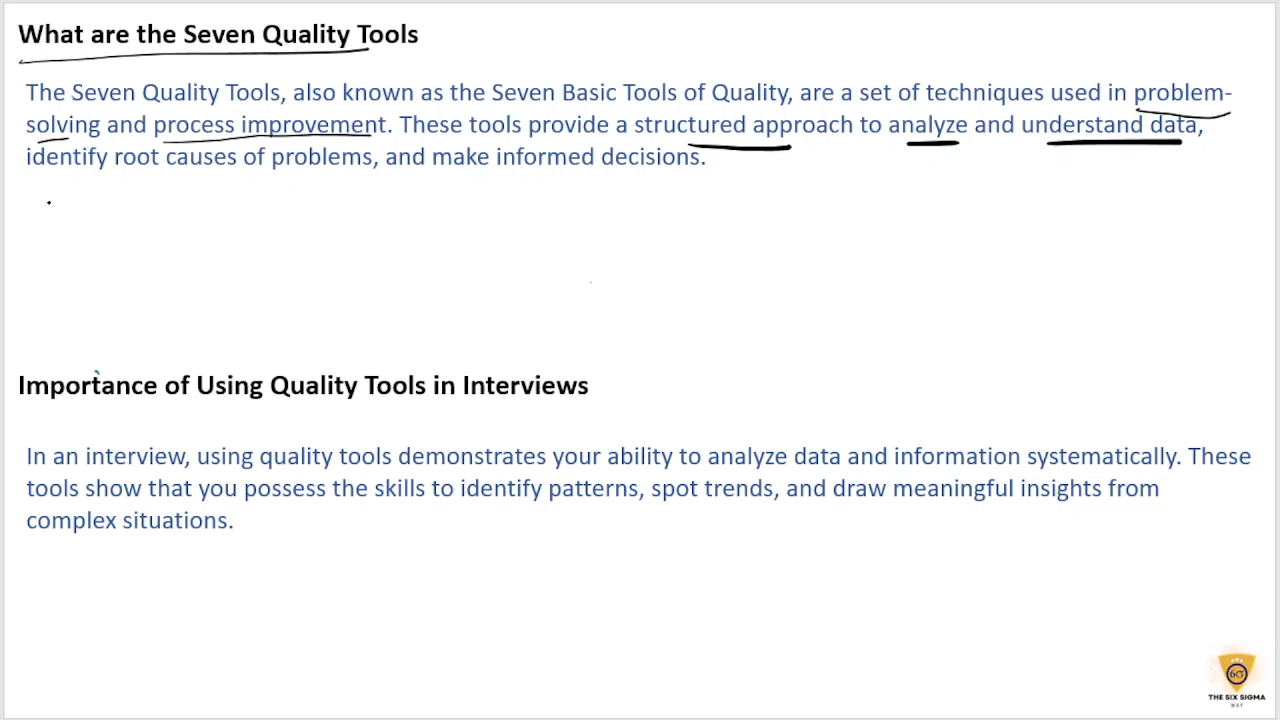 What are the Seven Quality Tools
The Seven Quality Tools, also known as the Seven Basic Tools of Quality, are a set of techniques used in problem-
solving and process improvement. These tools provide a structured approach to analyze and understand data,
identify root causes of problems, and make informed decisions.
Importance of Using Quality Tools in Interviews
In an interview, using quality tools demonstrates your ability to analyze data and information systematically. These
tools show that you possess the skills to identify patterns, spot trends, and draw meaningful insights from
complex situations.
6σ
THE SIX SIGMA
WAY